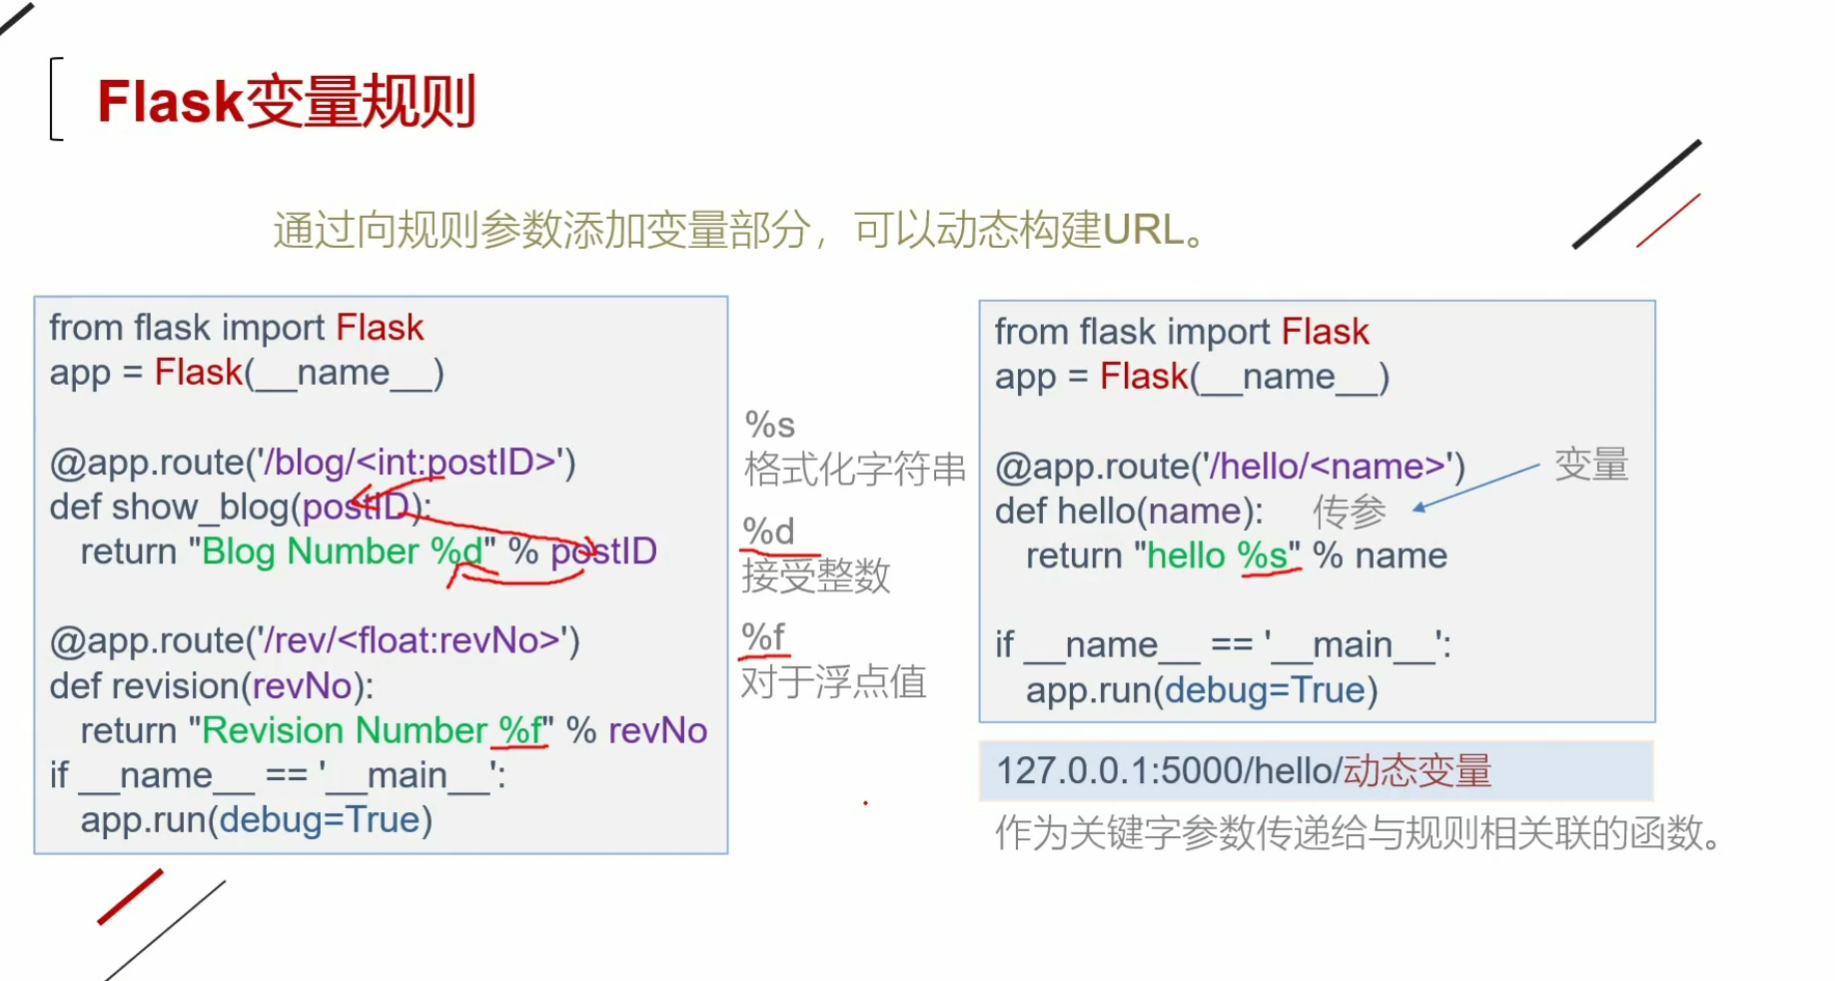 Flask变量规则
通过向规则参数添加变量部分，可以动态构建URL。
from flask import Flask
app = Flask(__name__)
@app.route('/blog/<int:postID>')
def show_blog(postID):
return "Blog Number %d" % postID
@app.route('/rev/<float:revNo>')
def revision(revNo):
return "Revision Number %f" % revNo
if __name__ == '__main__':
app.run(debug=True)
%s
格式化字符串
%d
接受整数
%f
对于浮点值
from flask import Flask
app = Flask(__name__)
@app.route('/hello/<name>') 变量
def hello(name): 传参
return "hello %s" % name
if __name__ == '__main__':
app.run(debug=True)
127.0.0.1:5000/hello/动态变量
作为关键字参数传递给与规则相关联的函数。